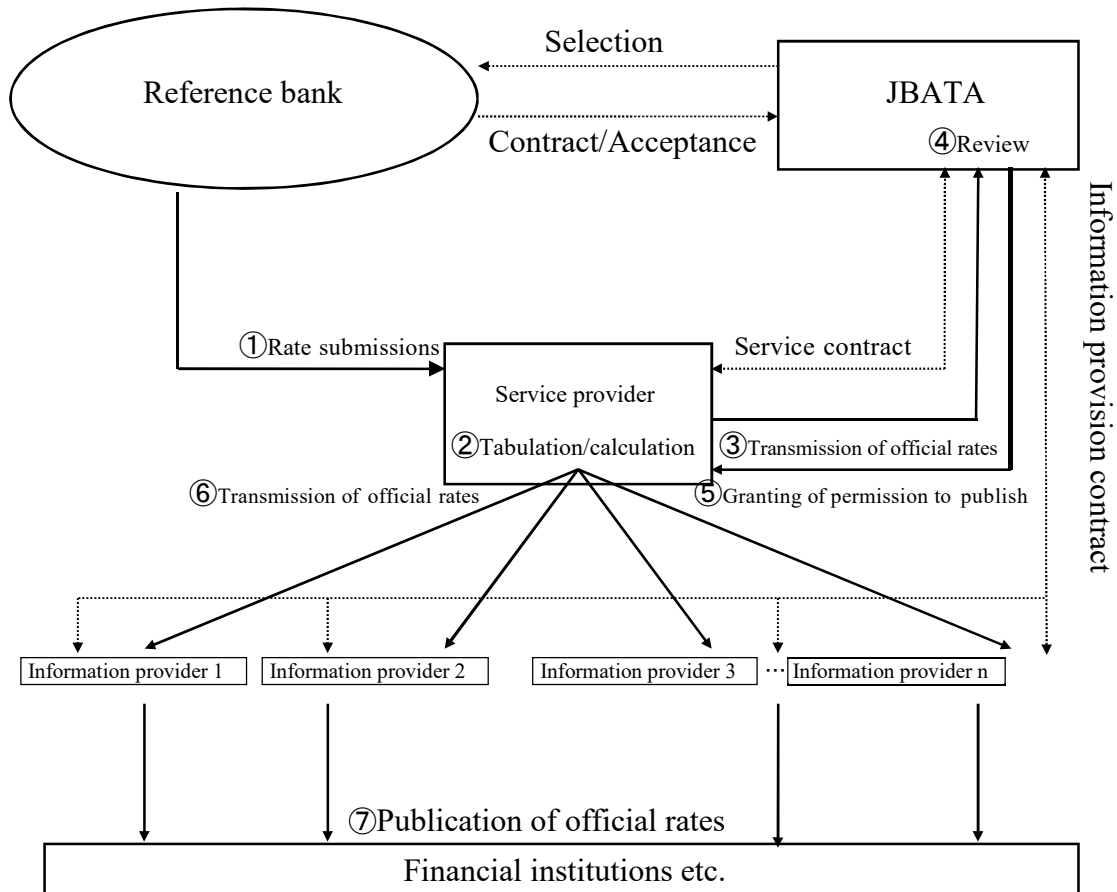 Selection
Reference bank
JBATA
Contract/Acceptance
④Review
Information provision contract
①Rate submissions
Service contract
Service provider
②Tabulation/calculation
③Transmission of official rates
⑥Transmission of official rates
⑤Granting of permission to publish
Information provider 1
Information provider 2
Information provider 3
…
Information provider n
⑦Publication of official rates
Financial institutions etc.